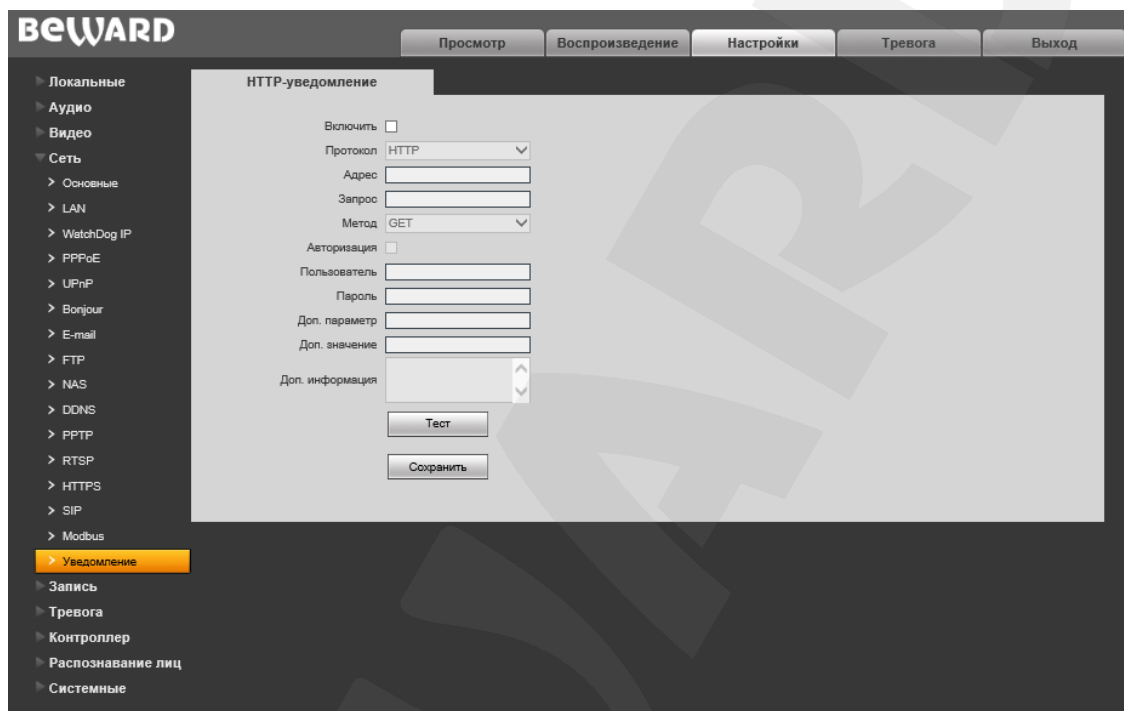 BEWARD
Просмотр
Воспроизведение
Настройки
Тревога
Выход
Локальные
Аудио
Видео
Сеть
Основные
LAN
WatchDog IP
PPPoE
UPnP
Bonjour
E-mail
FTP
NAS
DDNS
PPTP
RTSP
HTTPS
SIP
Modbus
Уведомление
Запись
Тревога
Контроллер
Распознавание лиц
Системные
HTTP-уведомление
Включить
Протокол HTTP
Адрес
Запрос
Метод GET
Авторизация
Пользователь
Пароль
Доп. параметр
Доп. значение
Доп. информация
Тест
Сохранить